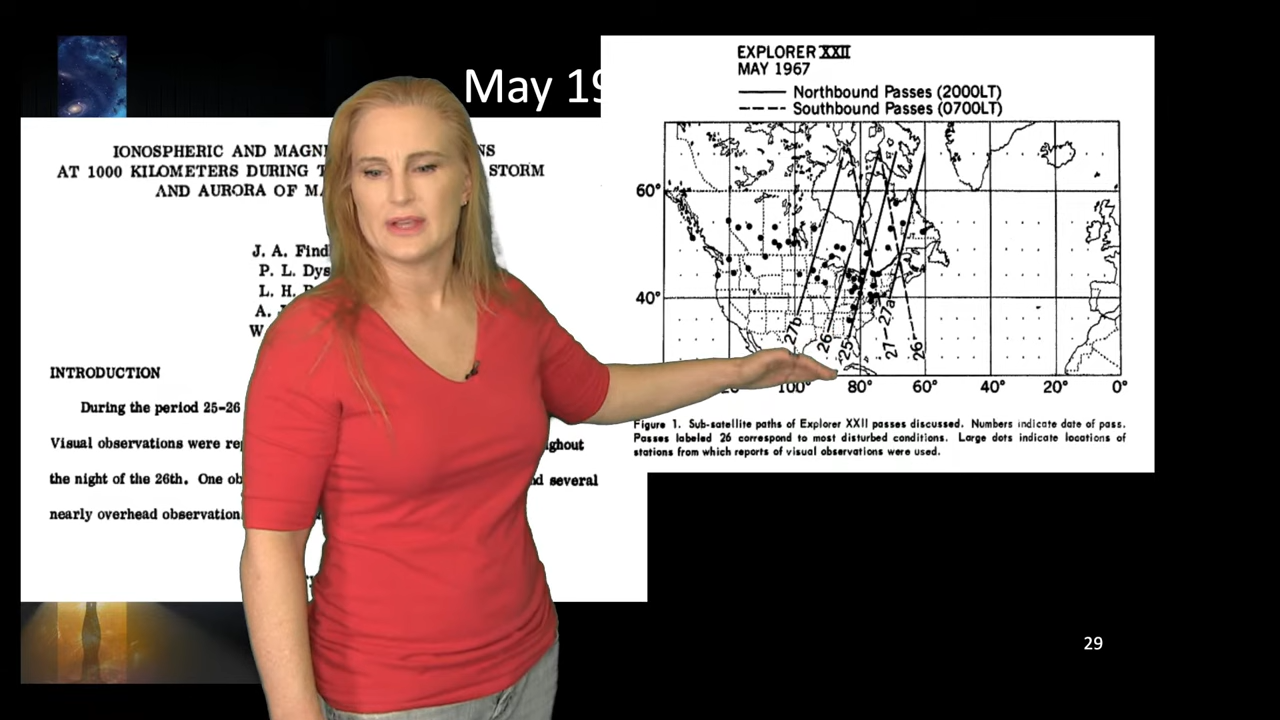 May 19
IONOSPHERIC AND MAGN NS
AT 1000 KILOMETERS DURING T STORM
AND AURORA OF MA
J. A. Find
P. L. Dys
L. H.
A.
W
INTRODUCTION
During the period 25-26
Visual observations were rep ghout
the night of the 26th. One ob nd several
nearly overhead observation
EXPLORER XXII
MAY 1967
Northbound Passes (2000LT)
Southbound Passes (0700LT)
60°
40°
27b
26
25
27
27a
26
20° 100° 80° 60° 40° 20° 0°
Figure 1. Sub-satellite paths of Explorer XXII passes discussed. Numbers indicate date of pass.
Passes labeled 26 correspond to most disturbed conditions. Large dots indicate locations of
stations from which reports of visual observations were used.
29